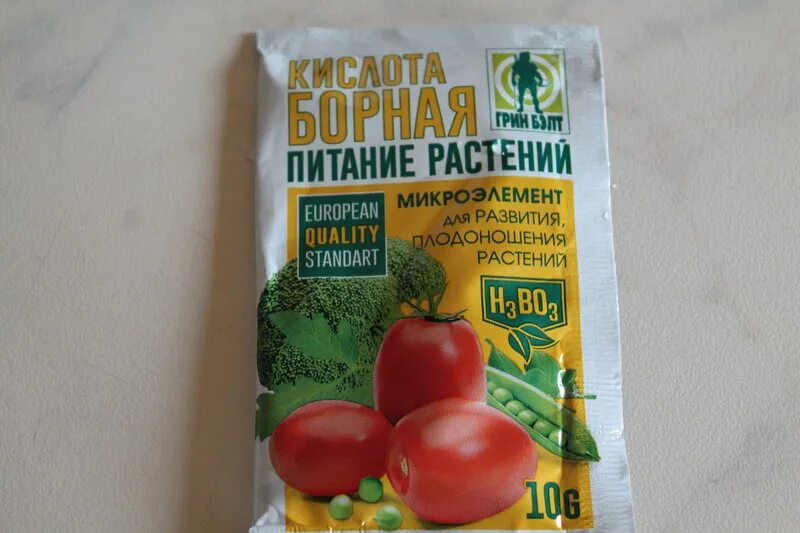 КИСЛОТА
БОРНАЯ
ГРИН БЭЛТ
ПИТАНИЕ РАСТЕНИЙ
МИКРОЭЛЕМЕНТ
для РАЗВИТИЯ,
ПЛОДОНОШЕНИЯ
РАСТЕНИЙ
EUROPEAN
QUALITY
STANDART
H₃BO₃
10G